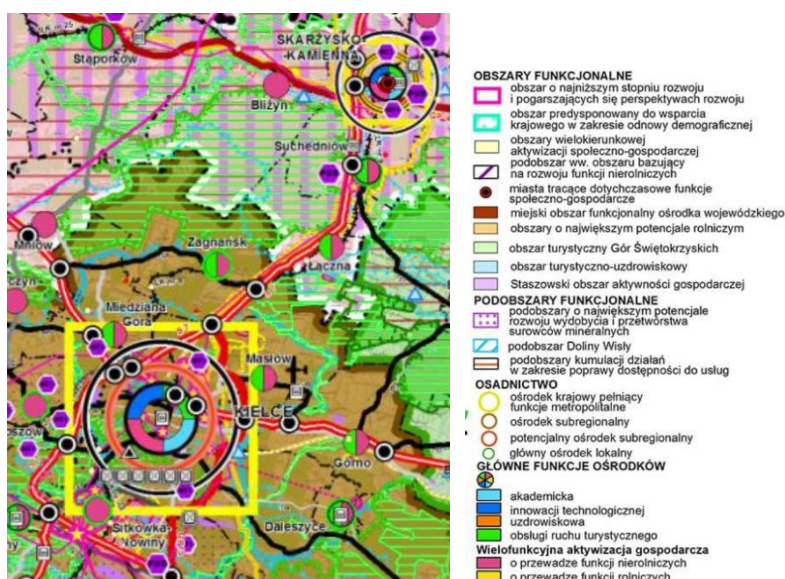 SKARŻYSKO
-KAMIENNA
Stąporków
Bliżyn
Suchedniów
Mniów
Zagnańsk
Łączna
Miedziana
Góra
Masłów
KIELCE
Górno
Sitkówka-
Nowiny
Daleszyce
OBSZARY FUNKCJONALNE
obszar o najniższym stopniu rozwoju
i pogarszających się perspektywach rozwoju
obszar predysponowany do wsparcia
krajowego w zakresie odnowy demograficznej
obszary wielokierunkowej
aktywizacji społeczno-gospodarczej
podobszar ww. obszaru bazujący
na rozwoju funkcji nierolniczych
miasta tracące dotychczasowe funkcje
społeczno-gospodarcze
miejski obszar funkcjonalny ośrodka wojewódzkiego
obszary o największym potencjale rolniczym
obszar turystyczny Gór Świętokrzyskich
obszar turystyczno-uzdrowiskowy
Staszowski obszar aktywności gospodarczej
PODOBSZARY FUNKCJONALNE
podobszary o największym potencjale
rozwoju wydobycia i przetwórstwa
surowców mineralnych
podobszar Doliny Wisły
podobszary kumulacji działań
w zakresie poprawy dostępności do usług
OSADNICTWO
ośrodek krajowy pełniący
funkcje metropolitalne
ośrodek subregionalny
potencjalny ośrodek subregionalny
główny ośrodek lokalny
GŁÓWNE FUNKCJE OŚRODKÓW
akademicka
innowacji technologicznej
uzdrowiskowa
obsługi ruchu turystycznego
Wielofunkcyjna aktywizacja gospodarcza
o przewadze funkcji nierolniczych
o przewadze funkcji rolniczych